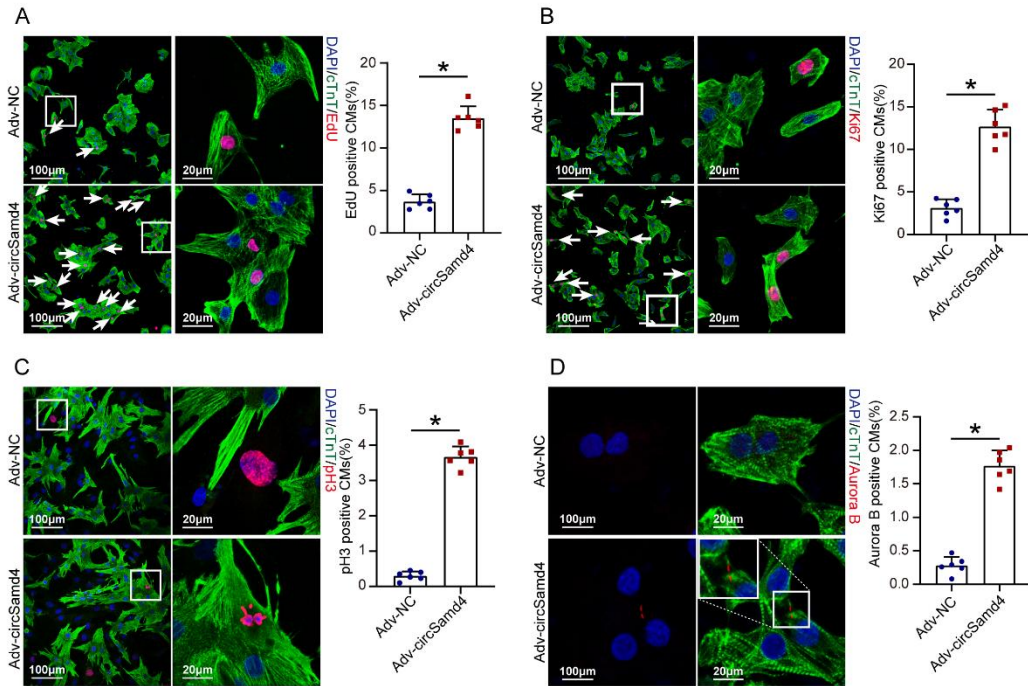 A
Adv-NC
Adv-circSamd4
100μm
20μm
100μm
20μm
DAPI/cTnT/EdU
EdU positive CMs(%)
20
15
10
5
0
*
Adv-NC
Adv-circSamd4
B
Adv-NC
Adv-circSamd4
100μm
20μm
100μm
20μm
DAPI/cTnT/Ki67
Ki67 positive CMs(%)
20
15
10
5
0
*
Adv-NC
Adv-circSamd4
C
Adv-NC
Adv-circSamd4
100μm
20μm
100μm
20μm
DAPI/cTnT/pH3
pH3 positive CMs(%)
5
4
3
2
1
0
*
Adv-NC
Adv-circSamd4
D
Adv-NC
Adv-circSamd4
100μm
20μm
100μm
20μm
DAPI/cTnT/Aurora B
Aurora B positive CMs(%)
2.5
2.0
1.5
1.0
0.5
0.0
*
Adv-NC
Adv-circSamd4